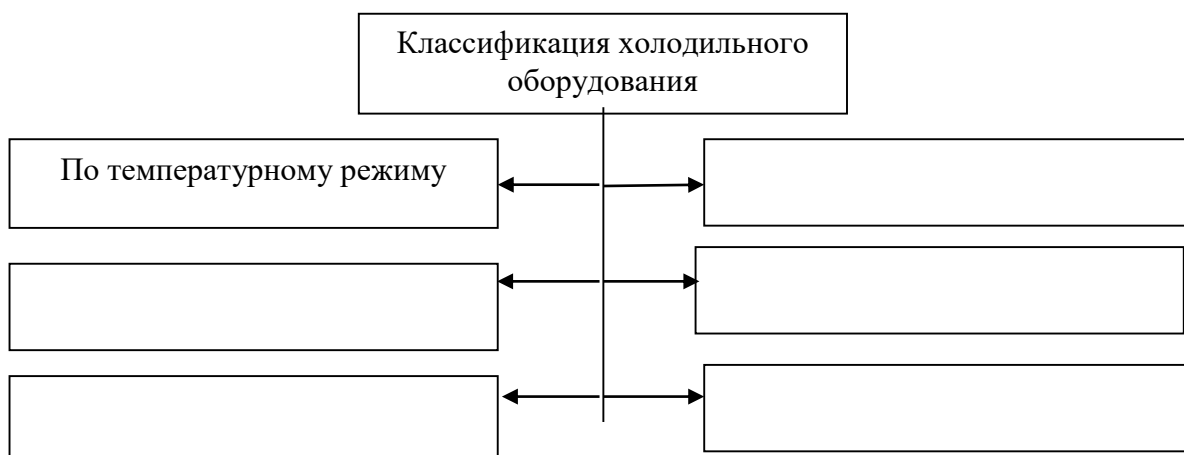 Классификация холодильного
оборудования
По температурному режиму